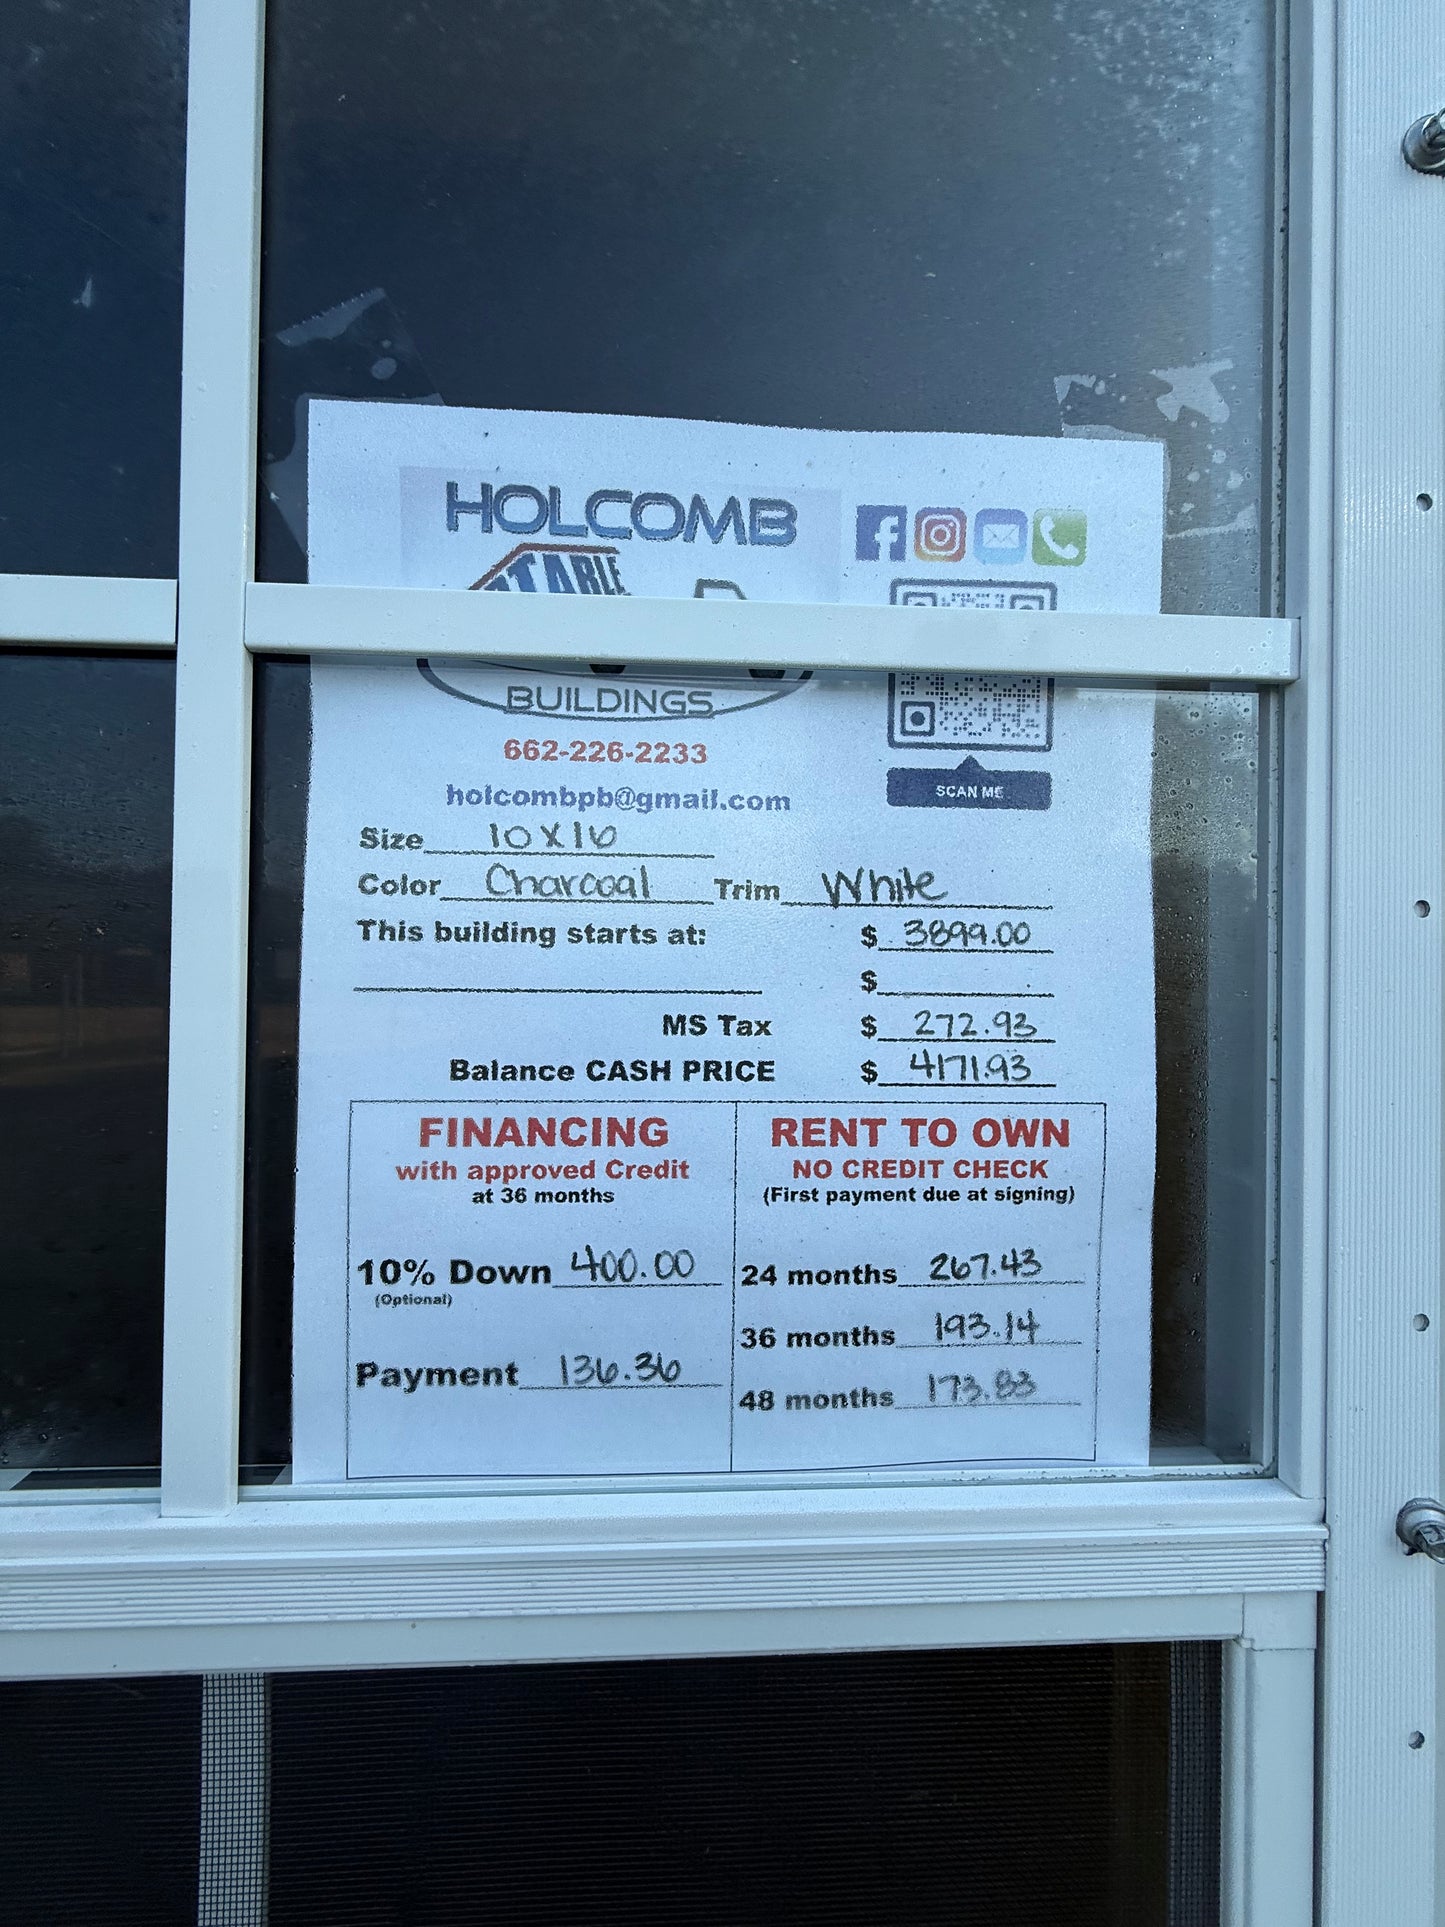 HOLCOMB
TABLE
BUILDINGS
662-226-2233
holcombpb@gmail.com
SCAN ME
Size 10 X 16
Color Charcoal Trim White
This building starts at: $ 3899.00
$
MS Tax $ 272.93
Balance CASH PRICE $ 4171.93
FINANCING
with approved Credit
at 36 months
10% Down 400.00
(Optional)
Payment 136.36
RENT TO OWN
NO CREDIT CHECK
(First payment due at signing)
24 months 267.43
36 months 193.14
48 months 173.83